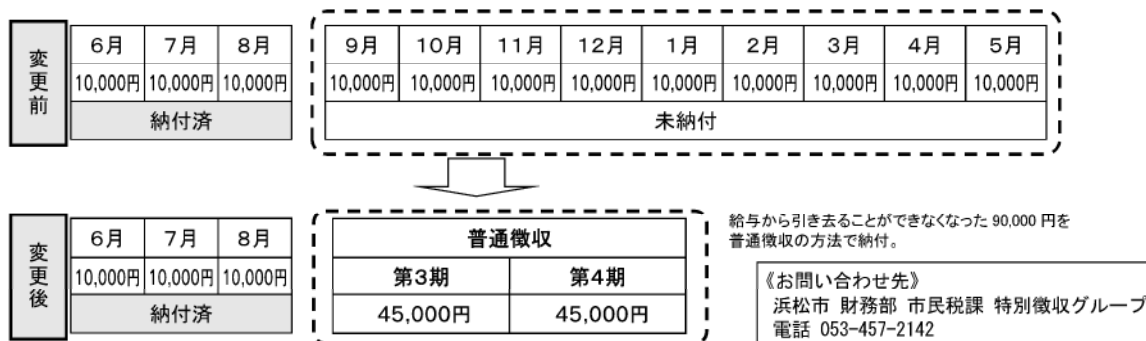 変更前
6月 7月 8月
10,000円 10,000円 10,000円
納付済
9月 10月 11月 12月 1月 2月 3月 4月 5月
10,000円 10,000円 10,000円 10,000円 10,000円 10,000円 10,000円 10,000円 10,000円
未納付
変更後
6月 7月 8月
10,000円 10,000円 10,000円
納付済
普通徴収
第3期 第4期
45,000円 45,000円
給与から引き去ることができなくなった 90,000 円を
普通徴収の方法で納付。
《お問い合わせ先》
浜松市 財務部 市民税課 特別徴収グループ
電話 053-457-2142